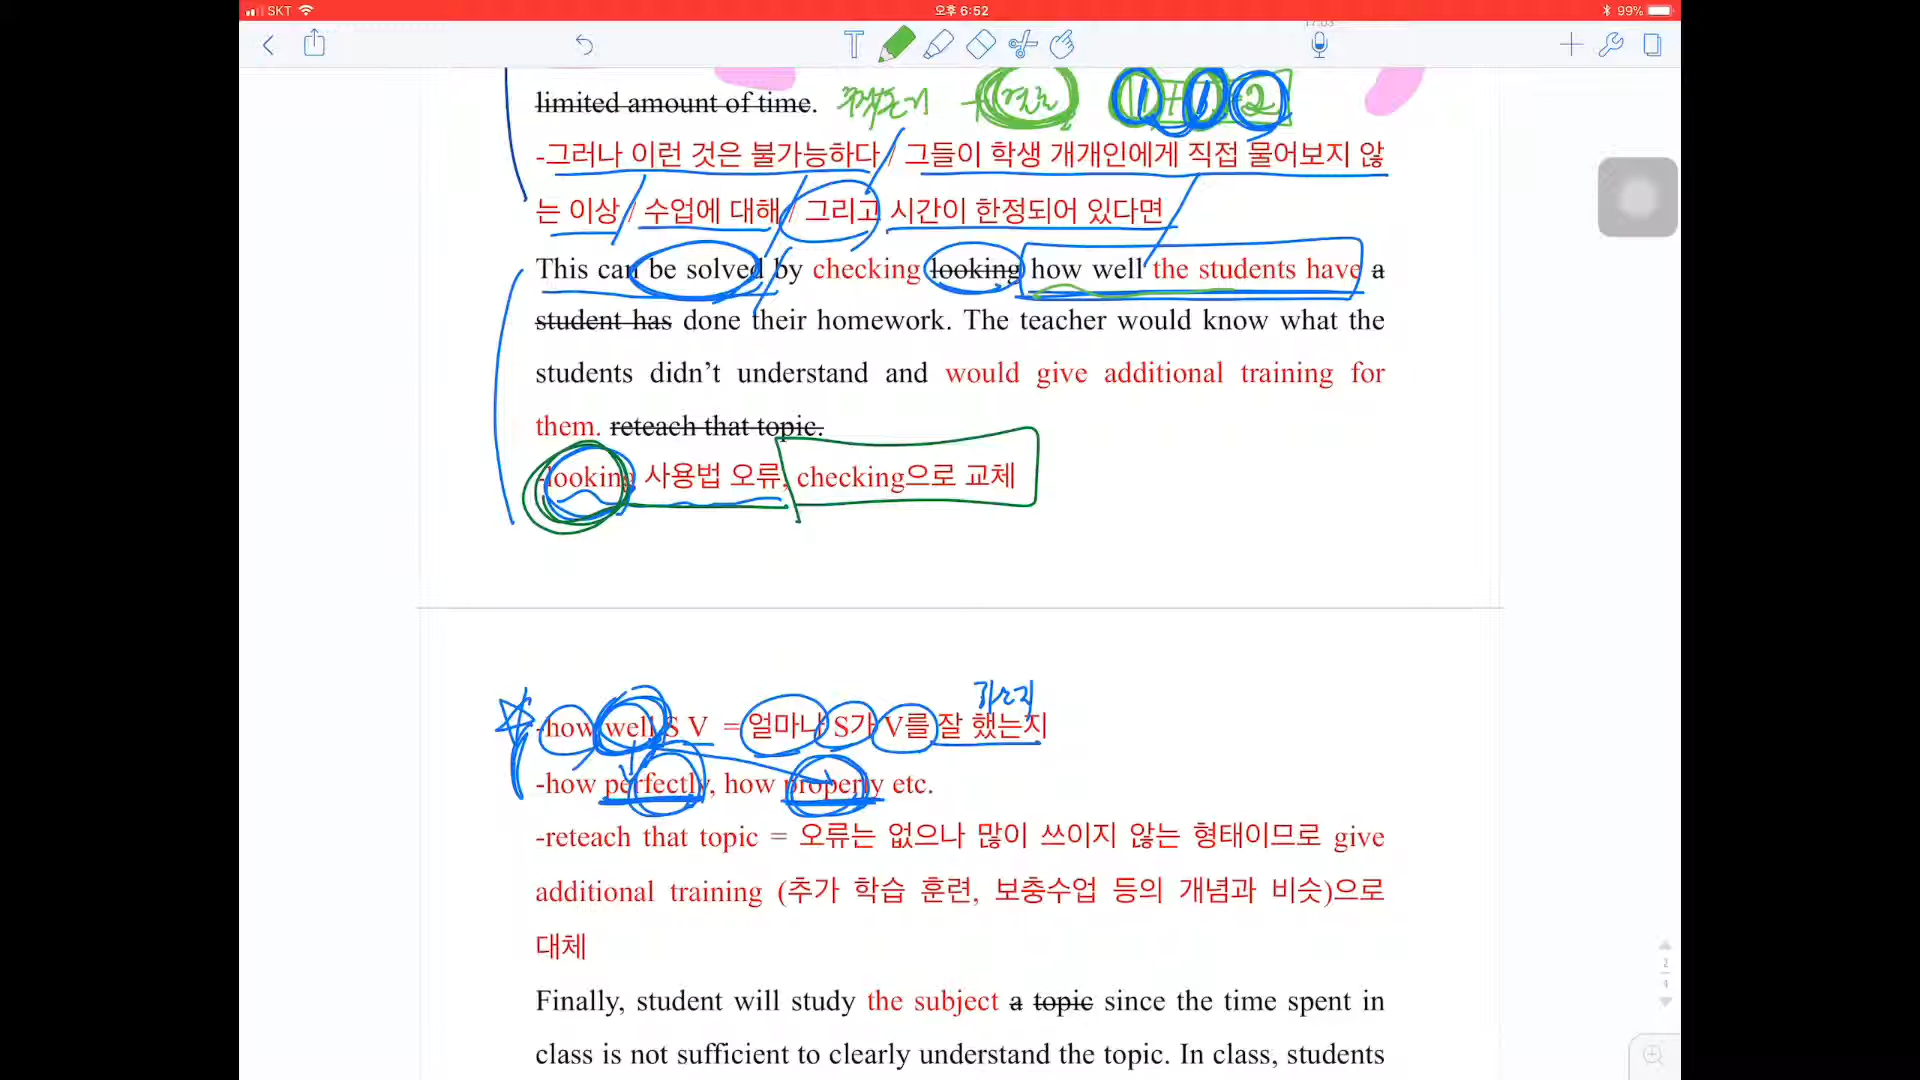 SKT 오후 6:52 99%
T
limited amount of time. 결론 1+1=2
-그러나 이런 것은 불가능하다 / 그들이 학생 개개인에게 직접 물어보지 않
는 이상 / 수업에 대해 / 그리고 시간이 한정되어 있다면
This can be solved by checking looking how well the students have a
student has done their homework. The teacher would know what the
students didn’t understand and would give additional training for
them. reteach that topic.
-looking 사용법 오류, checking으로 교체
하는지
-how well S V = 얼마나 S가 V를 잘 했는지
-how perfectly, how properly etc.
-reteach that topic = 오류는 없으나 많이 쓰이지 않는 형태이므로 give
additional training (추가 학습 훈련, 보충수업 등의 개념과 비슷)으로
대체
2
4
Finally, student will study the subject a topic since the time spent in
class is not sufficient to clearly understand the topic. In class, students